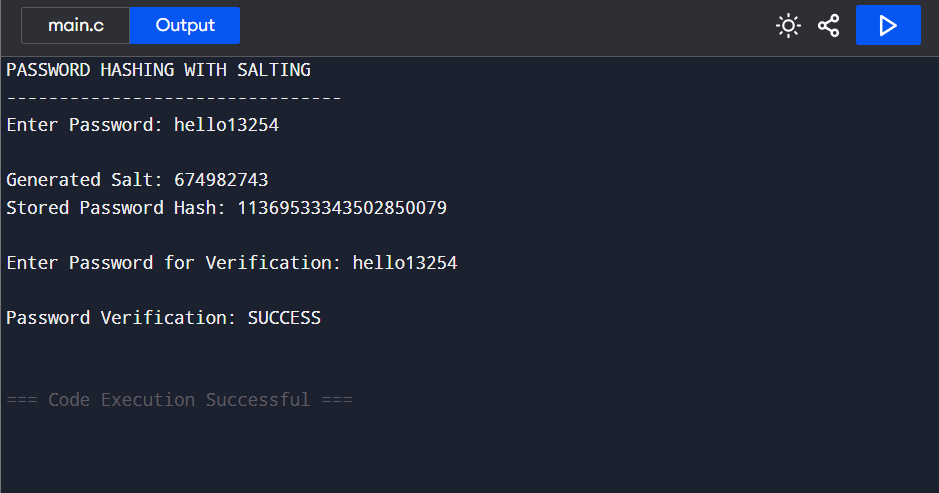 main.c Output
PASSWORD HASHING WITH SALTING
--------------------------------
Enter Password: hello13254
Generated Salt: 674982743
Stored Password Hash: 11369533343502850079
Enter Password for Verification: hello13254
Password Verification: SUCCESS
=== Code Execution Successful ===